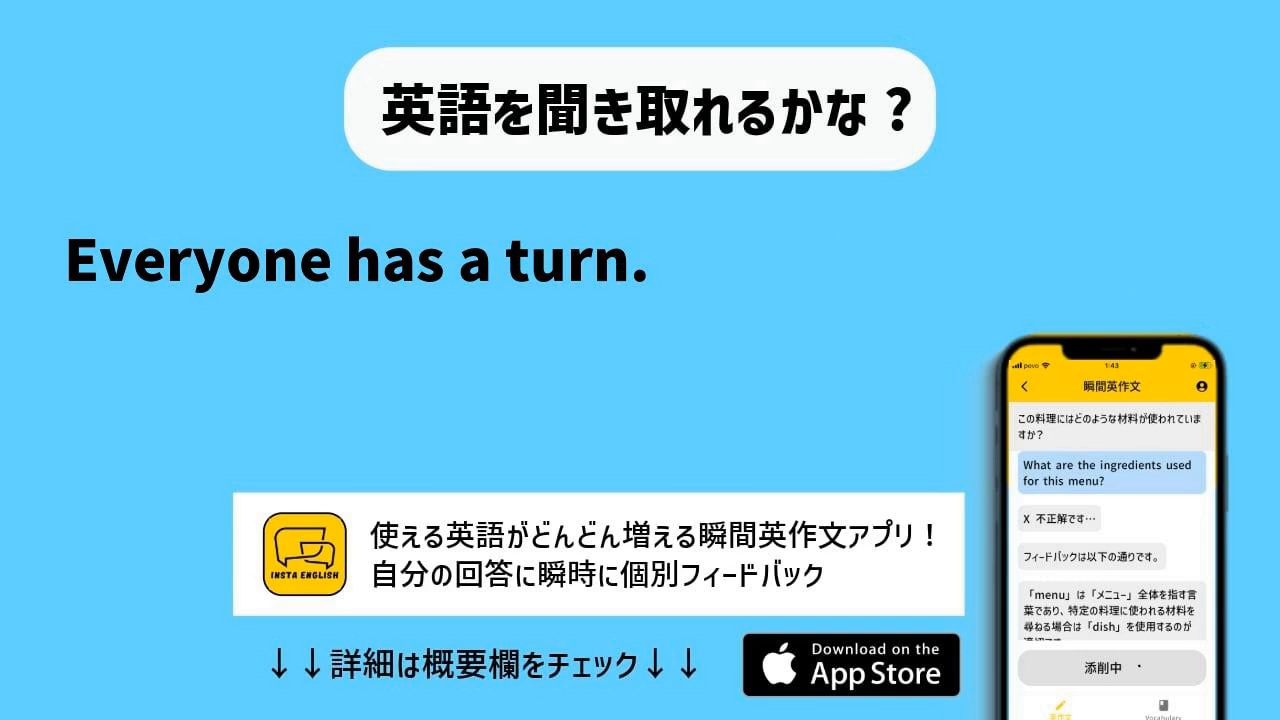 英語を聞き取れるかな？
Everyone has a turn.
povo
1:43
瞬間英作文
この料理にはどのような材料が使われていま
すか？
What are the ingredients used
for this menu?
X 不正解です…
フィードバックは以下の通りです。
「menu」は「メニュー」全体を指す言
葉であり、特定の料理に使われる材料を
尋ねる場合は「dish」を使用するのが
添削中
英作文
Vocabulary
INSTA ENGLISH
使える英語がどんどん増える瞬間英作文アプリ！
自分の回答に瞬時に個別フィードバック
↓↓詳細は概要欄をチェック↓↓
Download on the
App Store